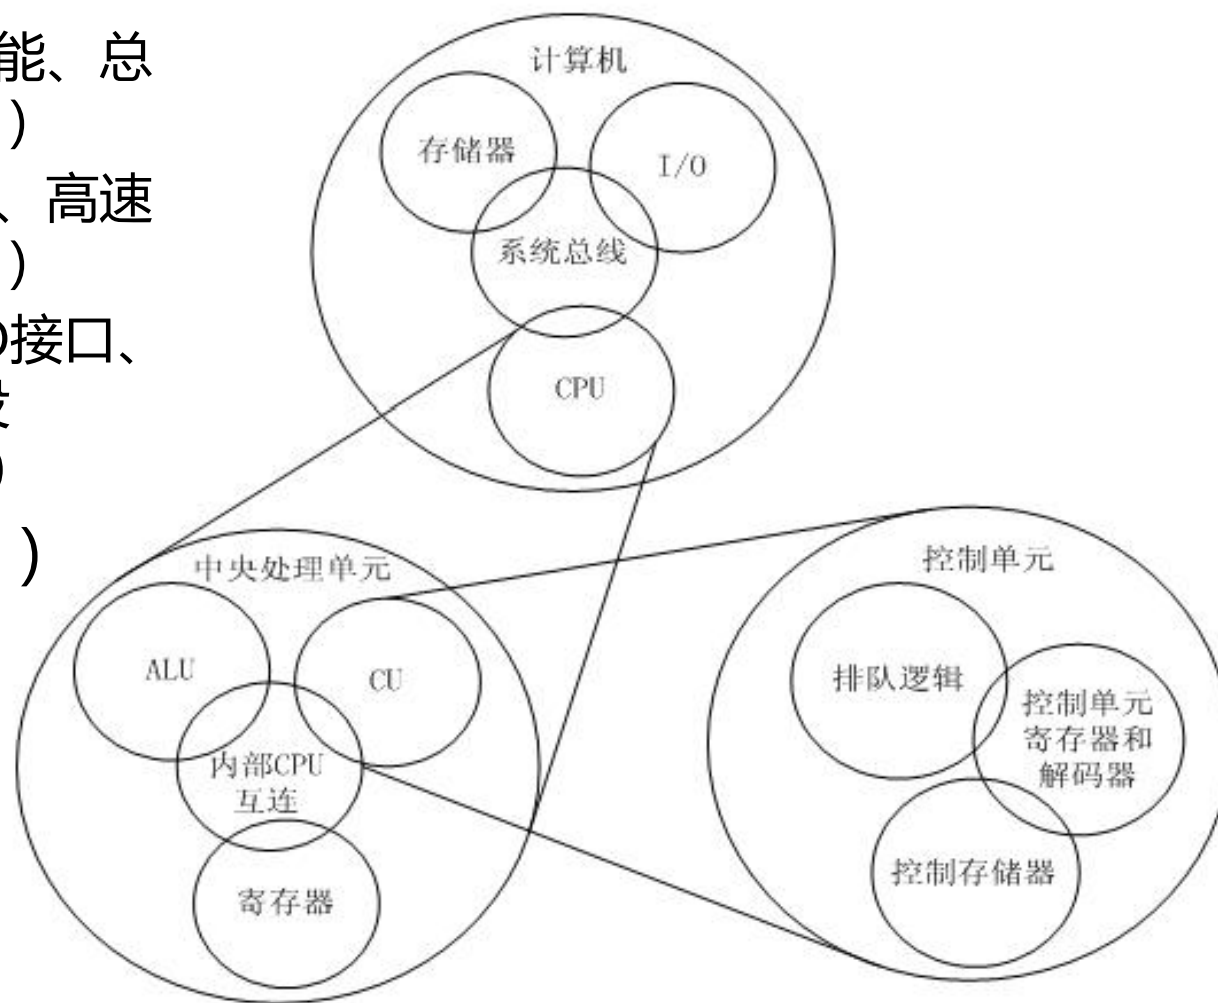 能、总
)
、高速
)
O接口、
)
)
计算机
存储器
I/O
系统总线
CPU
中央处理单元
ALU
CU
内部CPU
互连
寄存器
控制单元
排队逻辑
控制单元
寄存器和
解码器
控制存储器